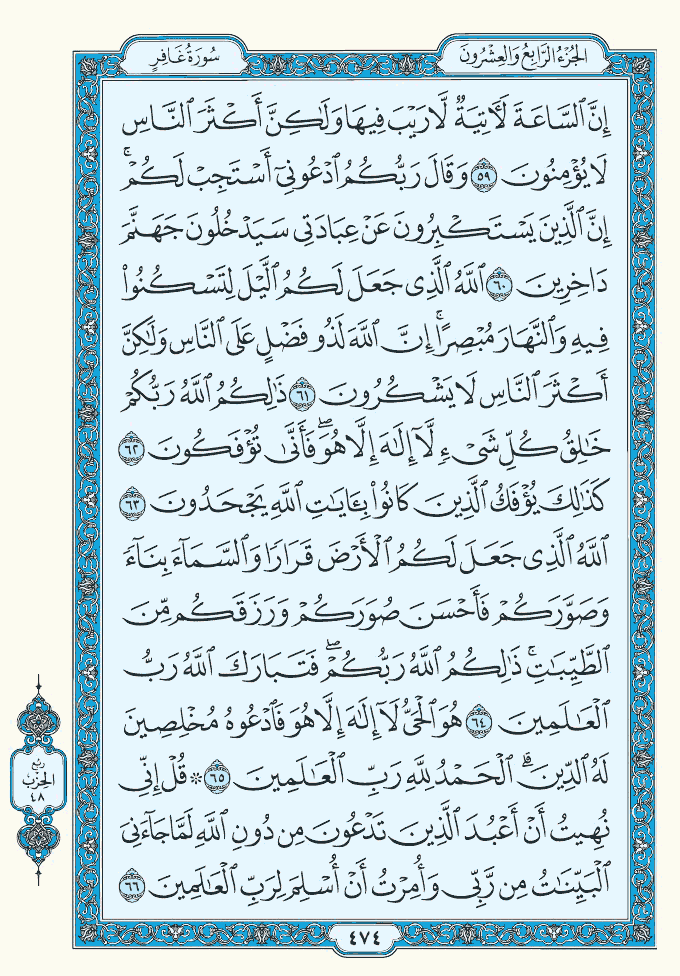 الجُزْءُ الرَّابِعُ وَالعِشْرُونَ
سُورَةُ غَافِرٍ
إِنَّ ٱلسَّاعَةَ لَأٓتِيَةٌ لَّا رَيْبَ فِيهَا وَلَٰكِنَّ أَكْثَرَ ٱلنَّاسِ
لَا يُؤْمِنُونَ ٥٩ وَقَالَ رَبُّكُمُ ٱدْعُونِىٓ أَسْتَجِبْ لَكُمْ ۚ
إِنَّ ٱلَّذِينَ يَسْتَكْبِرُونَ عَنْ عِبَادَتِى سَيَدْخُلُونَ جَهَنَّمَ
دَاخِرِينَ ٦٠ ٱللَّهُ ٱلَّذِى جَعَلَ لَكُمُ ٱلَّيْلَ لِتَسْكُنُوا۟
فِيهِ وَٱلنَّهَارَ مُبْصِرًا ۚ إِنَّ ٱللَّهَ لَذُو فَضْلٍ عَلَى ٱلنَّاسِ وَلَٰكِنَّ
أَكْثَرَ ٱلنَّاسِ لَا يَشْكُرُونَ ٦١ ذَٰلِكُمُ ٱللَّهُ رَبُّكُمْ
خَٰلِقُ كُلِّ شَىْءٍ لَّآ إِلَٰهَ إِلَّا هُوَ ۖ فَأَنَّىٰ تُؤْفَكُونَ ٦٢
كَذَٰلِكَ يُؤْفَكُ ٱلَّذِينَ كَانُوا۟ بِـَٔايَٰتِ ٱللَّهِ يَجْحَدُونَ ٦٣
ٱللَّهُ ٱلَّذِى جَعَلَ لَكُمُ ٱلْأَرْضَ قَرَارًا وَٱلسَّمَآءَ بِنَآءً
وَصَوَّرَكُمْ فَأَحْسَنَ صُوَرَكُمْ وَرَزَقَكُم مِّنَ
ٱلطَّيِّبَٰتِ ۚ ذَٰلِكُمُ ٱللَّهُ رَبُّكُمْ ۖ فَتَبَارَكَ ٱللَّهُ رَبُّ
ٱلْعَٰلَمِينَ ٦٤ هُوَ ٱلْحَىُّ لَآ إِلَٰهَ إِلَّا هُوَ فَٱدْعُوهُ مُخْلِصِينَ
لَهُ ٱلدِّينَ ۗ ٱلْحَمْدُ لِلَّهِ رَبِّ ٱلْعَٰلَمِينَ ٦٥ ۞ قُلْ إِنِّى
نُهِيتُ أَنْ أَعْبُدَ ٱلَّذِينَ تَدْعُونَ مِن دُونِ ٱللَّهِ لَمَّا جَآءَنِىَ
ٱلْبَيِّنَٰتُ مِن رَّبِّى وَأُمِرْتُ أَنْ أُسْلِمَ لِرَبِّ ٱلْعَٰلَمِينَ ٦٦
ربع
الحزب
٤٨
٤٧٤